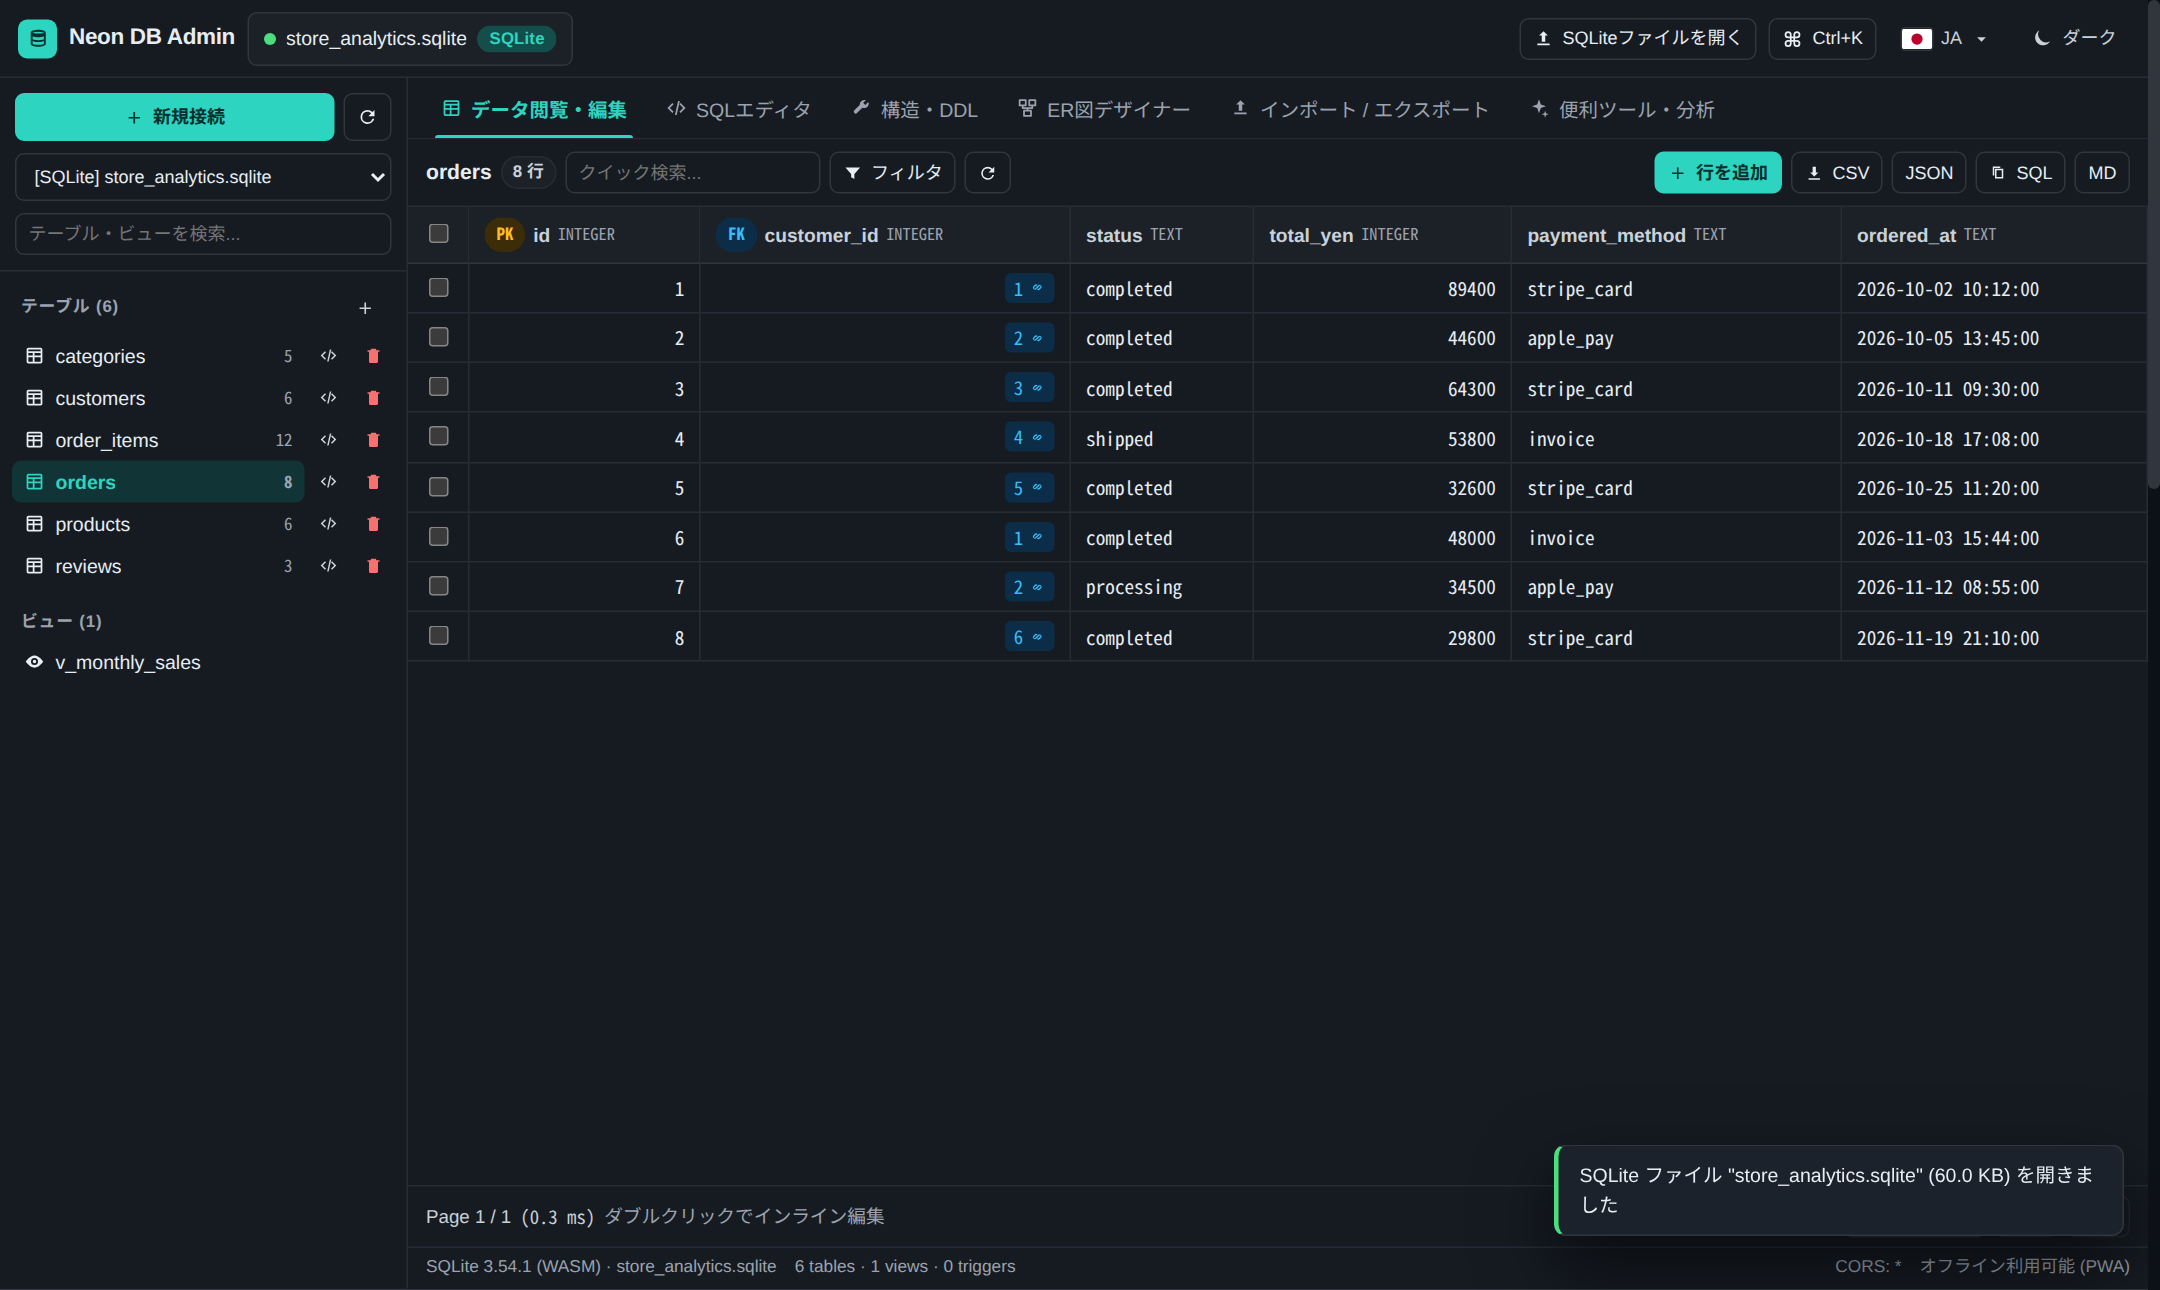 Neon DB Admin
store_analytics.sqlite SQLite
SQLiteファイルを開く
Ctrl+K
JA
ダーク
新規接続
[SQLite] store_analytics.sqlite
テーブル・ビューを検索...
テーブル (6)
categories 5
customers 6
order_items 12
orders 8
products 6
reviews 3
ビュー (1)
v_monthly_sales
データ閲覧・編集
SQLエディタ
構造・DDL
ER図デザイナー
インポート / エクスポート
便利ツール・分析
orders 8 行 クイック検索... フィルタ
行を追加 CSV JSON SQL MD
PK id INTEGER FK customer_id INTEGER status TEXT total_yen INTEGER payment_method TEXT ordered_at TEXT
1 1 completed 89400 stripe_card 2026-10-02 10:12:00
2 2 completed 44600 apple_pay 2026-10-05 13:45:00
3 3 completed 64300 stripe_card 2026-10-11 09:30:00
4 4 shipped 53800 invoice 2026-10-18 17:08:00
5 5 completed 32600 stripe_card 2026-10-25 11:20:00
6 1 completed 48000 invoice 2026-11-03 15:44:00
7 2 processing 34500 apple_pay 2026-11-12 08:55:00
8 6 completed 29800 stripe_card 2026-11-19 21:10:00
SQLite ファイル "store_analytics.sqlite" (60.0 KB) を開きま
した
Page 1 / 1 (0.3 ms) ダブルクリックでインライン編集
SQLite 3.54.1 (WASM) · store_analytics.sqlite 6 tables · 1 views · 0 triggers
CORS: * オフライン利用可能 (PWA)